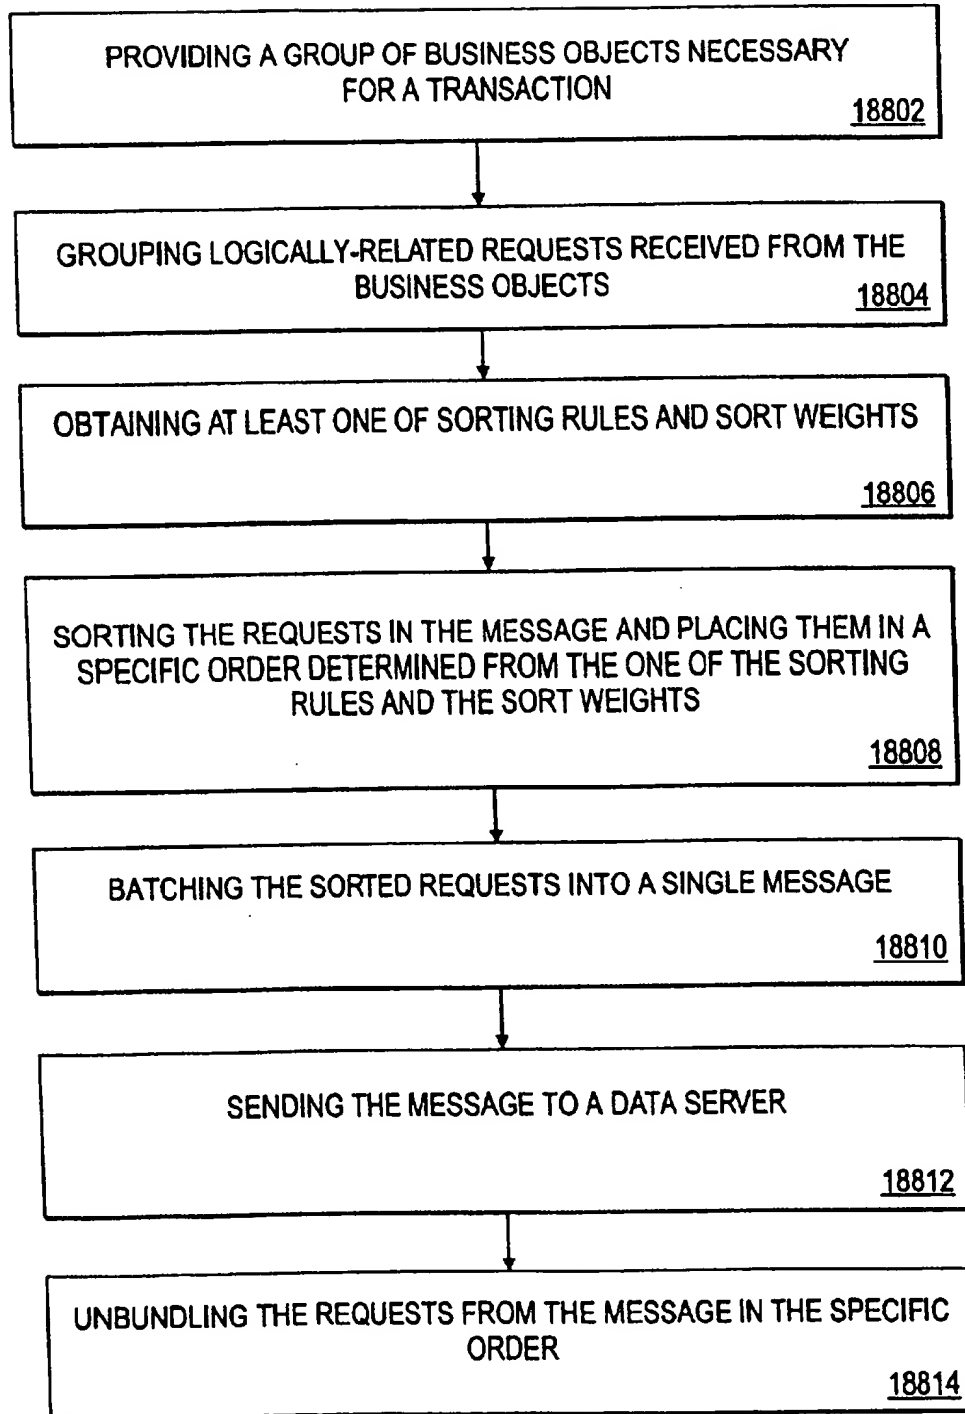 PROVIDING A GROUP OF BUSINESS OBJECTS NECESSARY
FOR A TRANSACTION
18802
GROUPING LOGICALLY-RELATED REQUESTS RECEIVED FROM THE
BUSINESS OBJECTS
18804
OBTAINING AT LEAST ONE OF SORTING RULES AND SORT WEIGHTS
18806
SORTING THE REQUESTS IN THE MESSAGE AND PLACING THEM IN A
SPECIFIC ORDER DETERMINED FROM THE ONE OF THE SORTING
RULES AND THE SORT WEIGHTS
18808
BATCHING THE SORTED REQUESTS INTO A SINGLE MESSAGE
18810
SENDING THE MESSAGE TO A DATA SERVER
18812
UNBUNDLING THE REQUESTS FROM THE MESSAGE IN THE SPECIFIC
ORDER
18814